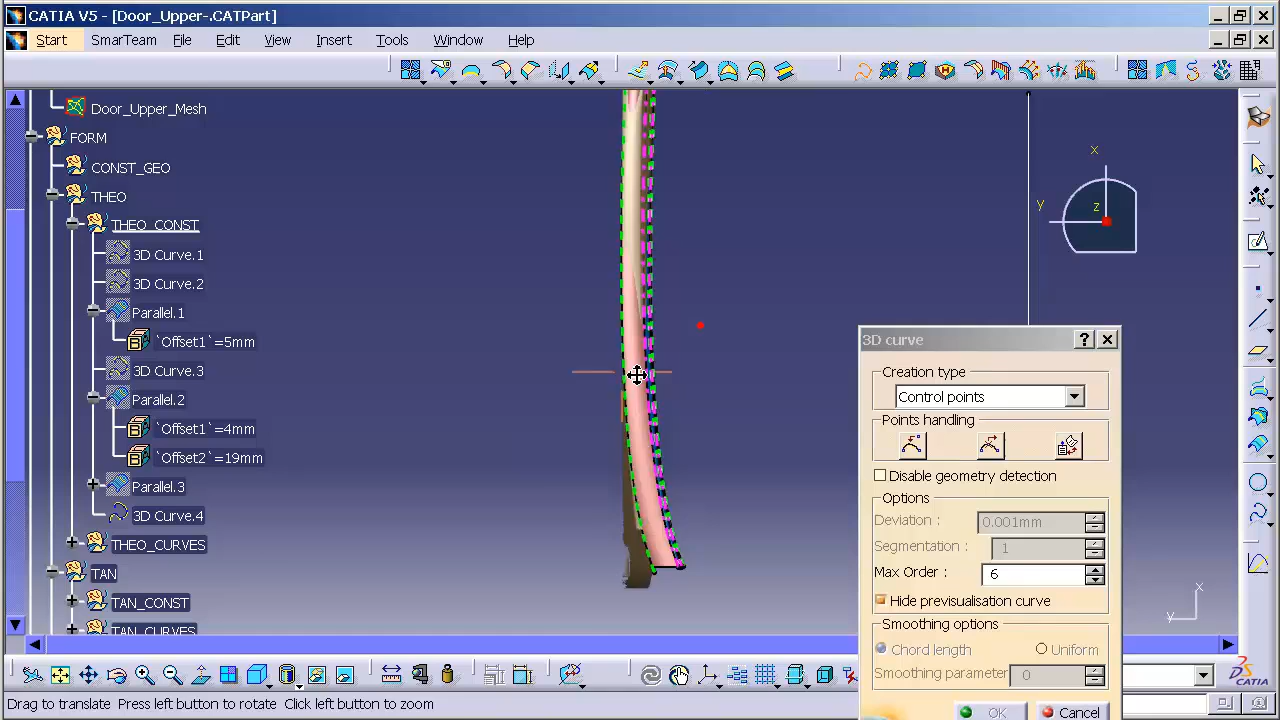 CATIA V5 - [Door_Upper-.CATPart]
Start SmarTeam File Edit View Insert Tools Window Help
Door_Upper_Mesh
FORM
CONST_GEO
THEO
THEO_CONST
3D Curve.1
3D Curve.2
Parallel.1
`Offset1`=5mm
3D Curve.3
Parallel.2
`Offset1`=4mm
`Offset2`=19mm
Parallel.3
3D Curve.4
THEO_CURVES
TAN
TAN_CONST
TAN_CURVES
x
y
z
3D curve
Creation type
Control points
Points handling
Disable geometry detection
Options
Deviation : 0.001mm
Segmentation : 1
Max Order : 6
Hide previsualisation curve
Smoothing options
Chord length Uniform
Smoothing parameter 0
OK Cancel
x
y
DS CATIA
Drag to translate Press left button to rotate Click left button to zoom